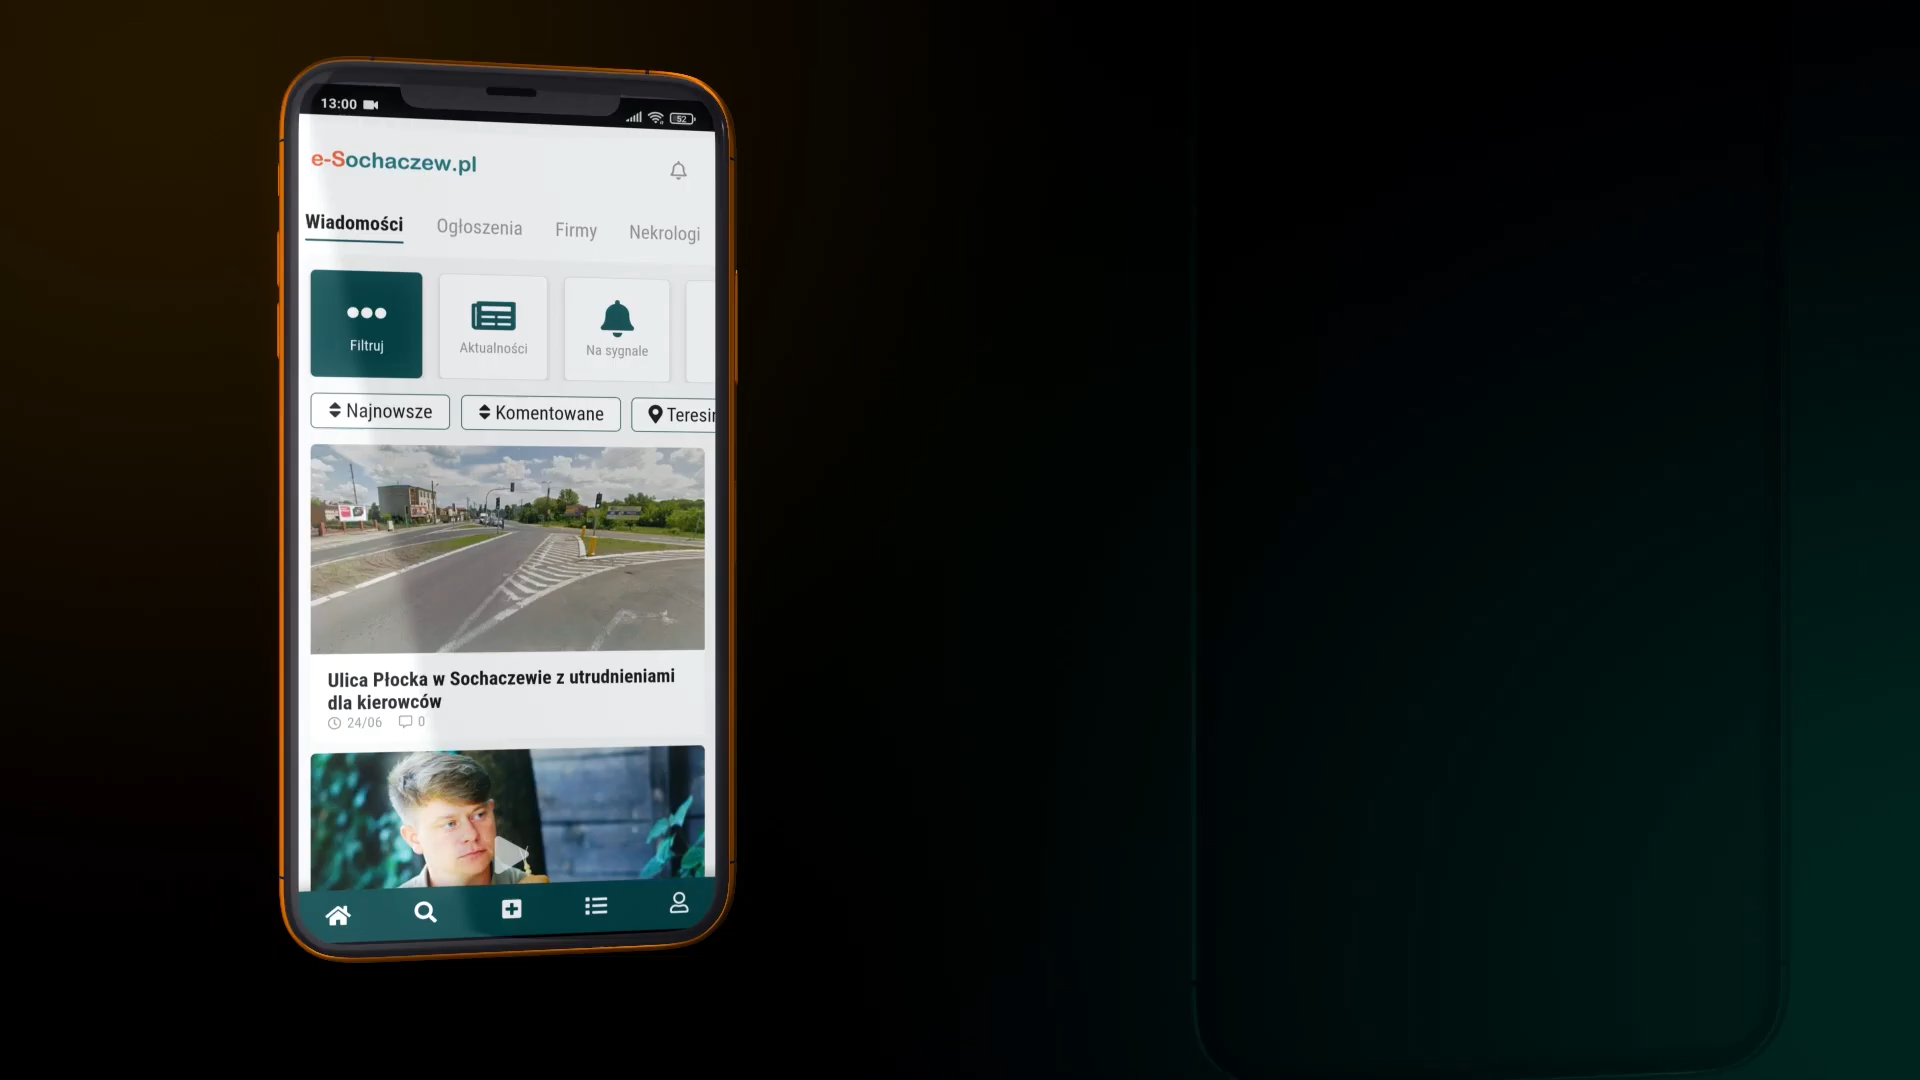 13:00
52
e-Sochaczew.pl
Wiadomości Ogłoszenia Firmy Nekrologi
Filtruj Aktualności Na sygnale
Najnowsze Komentowane
Ulica Płocka w Sochaczewie z utrudnieniami
dla kierowców
24/06 0